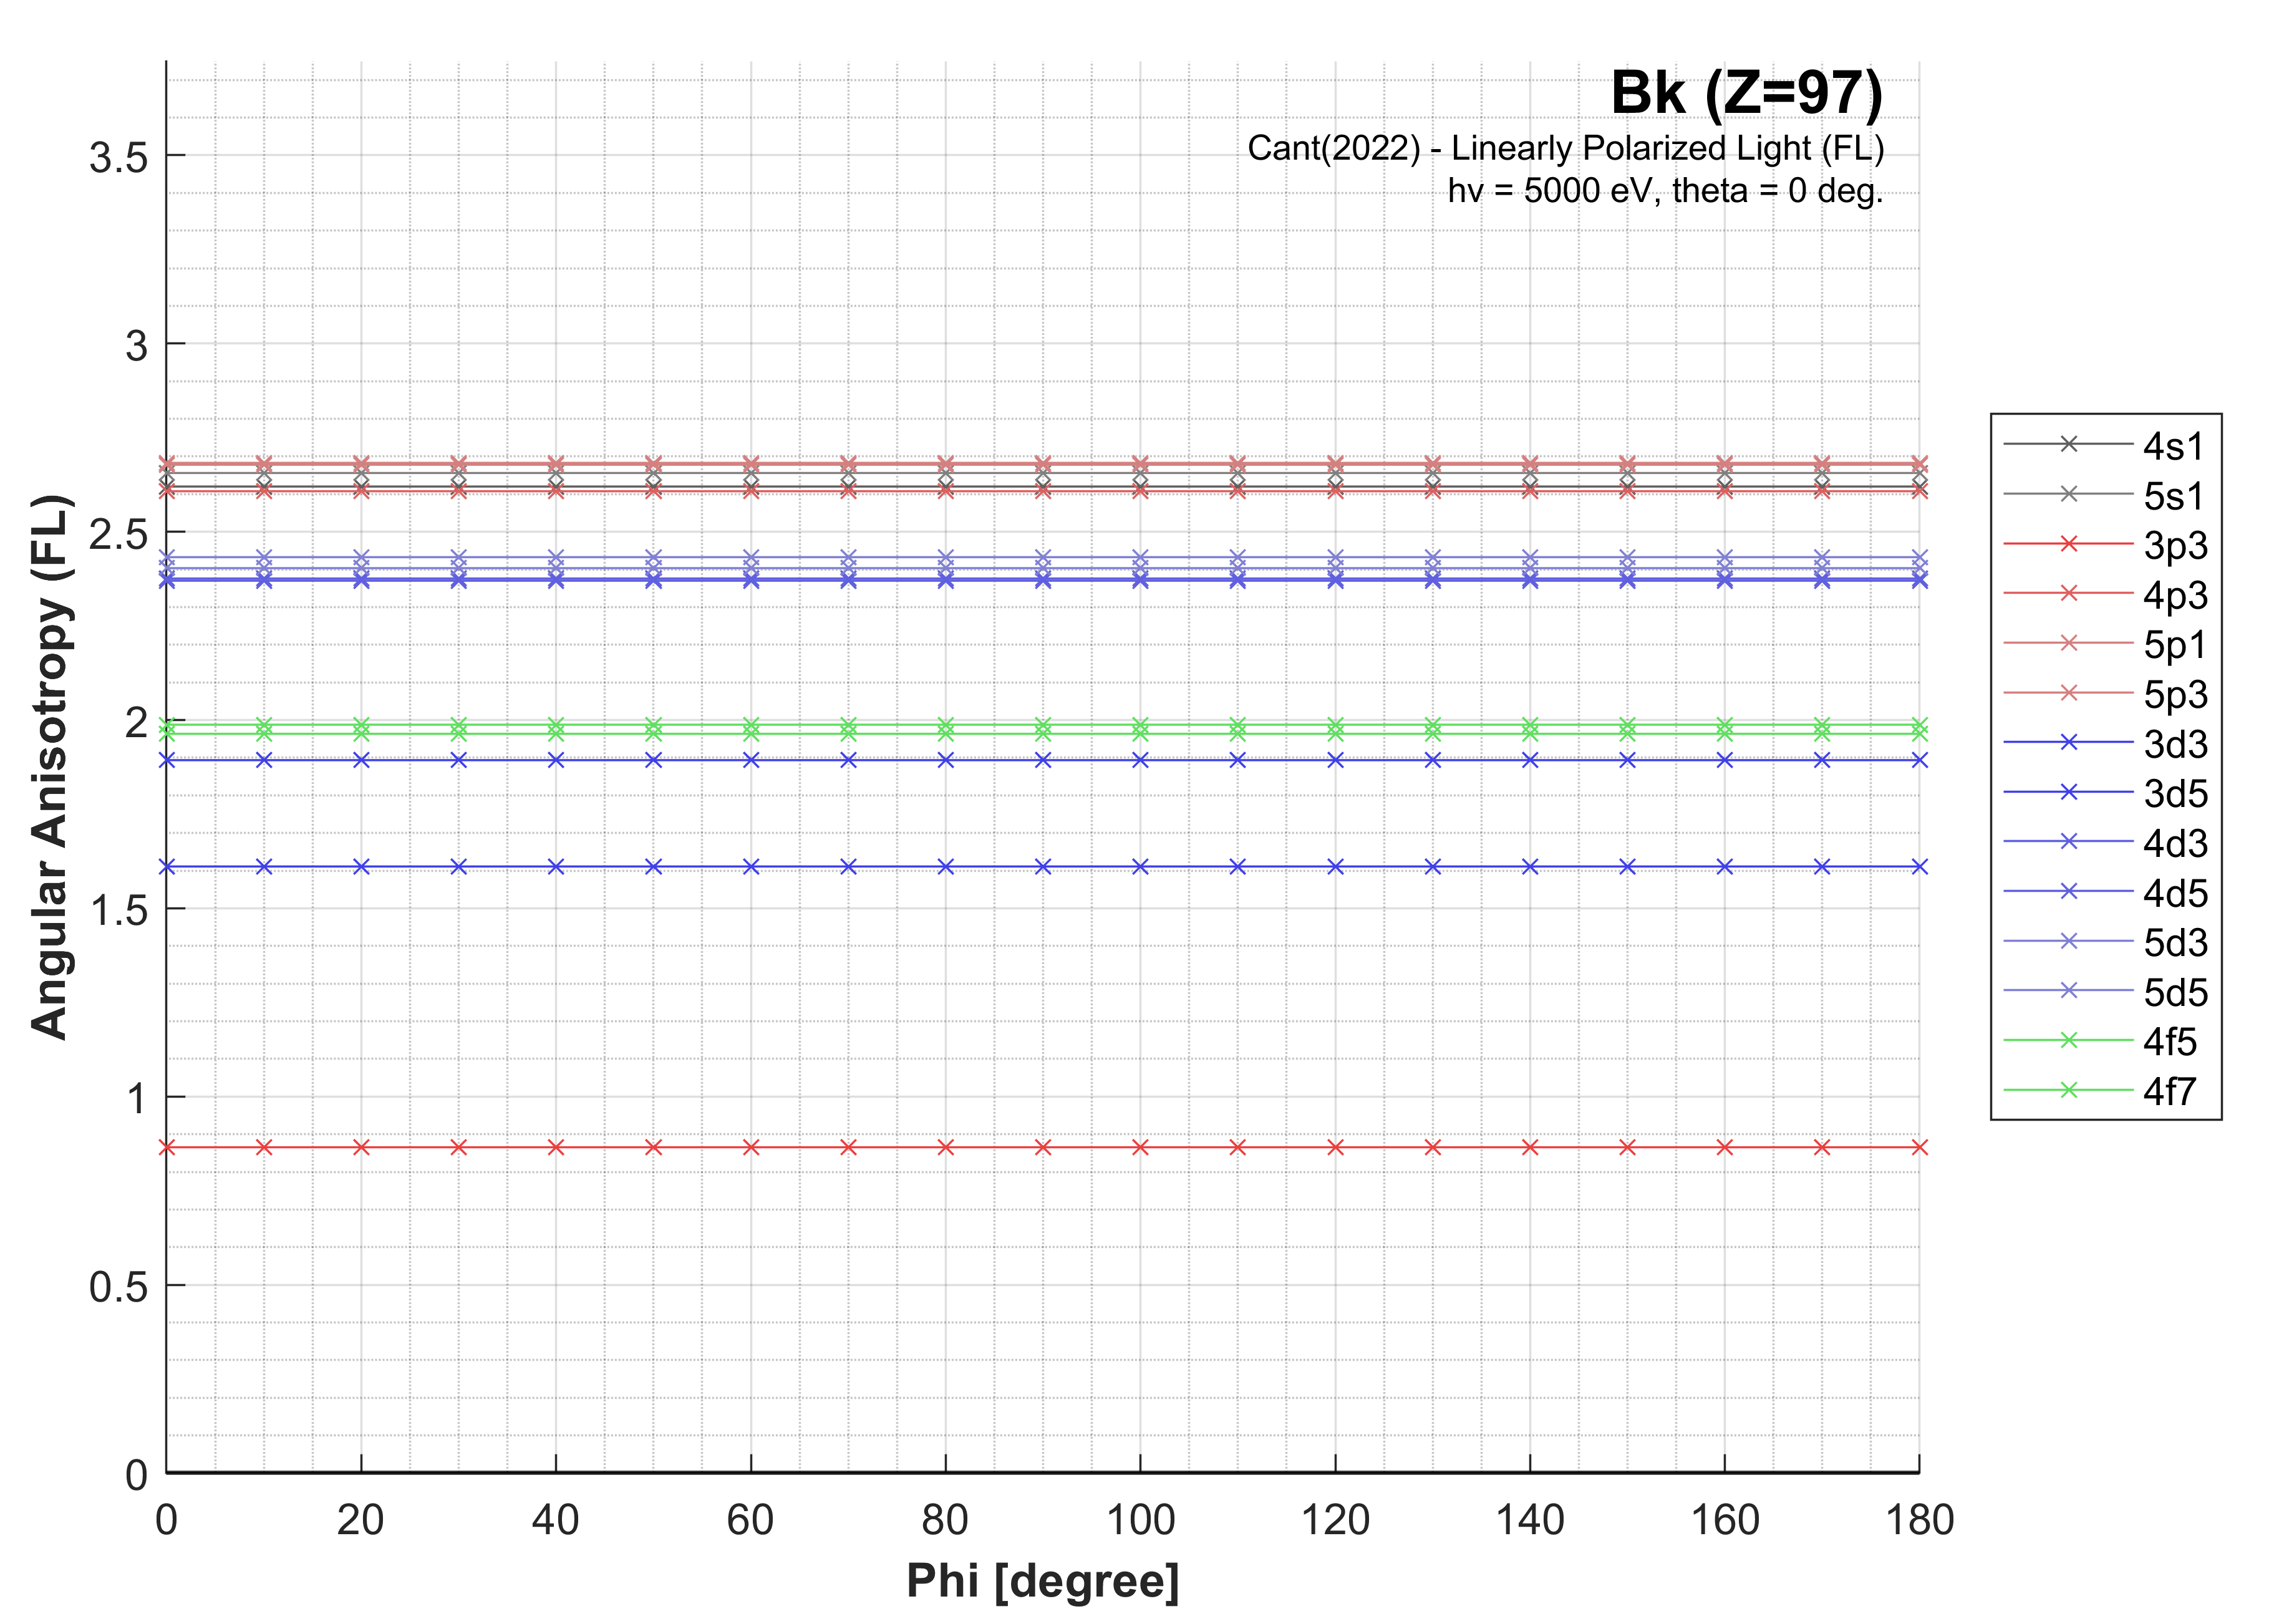 Bk (Z=97)
Cant(2022) - Linearly Polarized Light (FL)
hv = 5000 eV, theta = 0 deg.
Angular Anisotropy (FL)
3.5
3
2.5
2
1.5
1
0.5
0
0 20 40 60 80 100 120 140 160 180
Phi [degree]
4s1
5s1
3p3
4p3
5p1
5p3
3d3
3d5
4d3
4d5
5d3
5d5
4f5
4f7